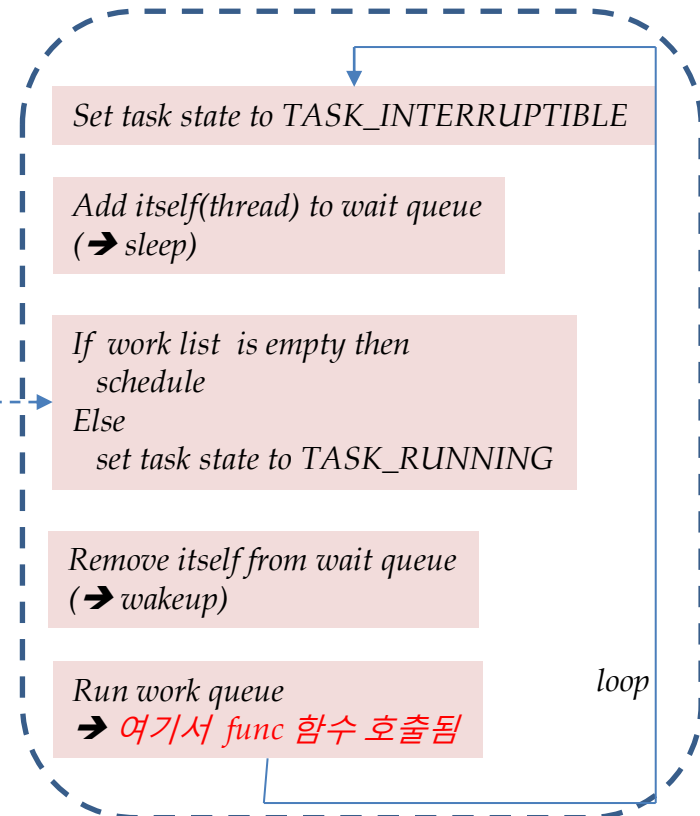 Set task state to TASK_INTERRUPTIBLE
Add itself(thread) to wait queue
(➔ sleep)
If work list is empty then
schedule
Else
set task state to TASK_RUNNING
Remove itself from wait queue
(➔ wakeup)
loop
Run work queue
➔ 여기서 func 함수 호출됨